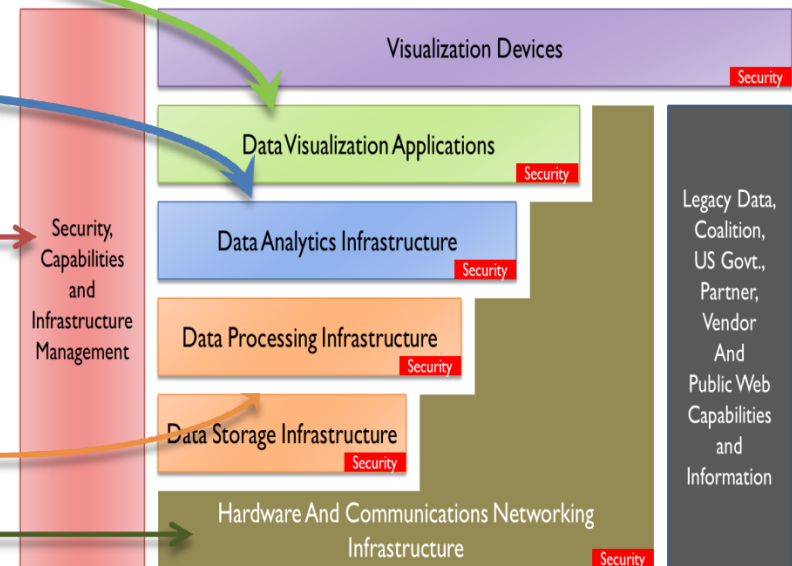 Visualization Devices
Security
Data Visualization Applications
Security
Data Analytics Infrastructure
Security
Data Processing Infrastructure
Security
Data Storage Infrastructure
Security
Hardware And Communications Networking
Infrastructure
Security
Security,
Capabilities
and
Infrastructure
Management
Legacy Data,
Coalition,
US Govt.,
Partner,
Vendor
And
Public Web
Capabilities
and
Information